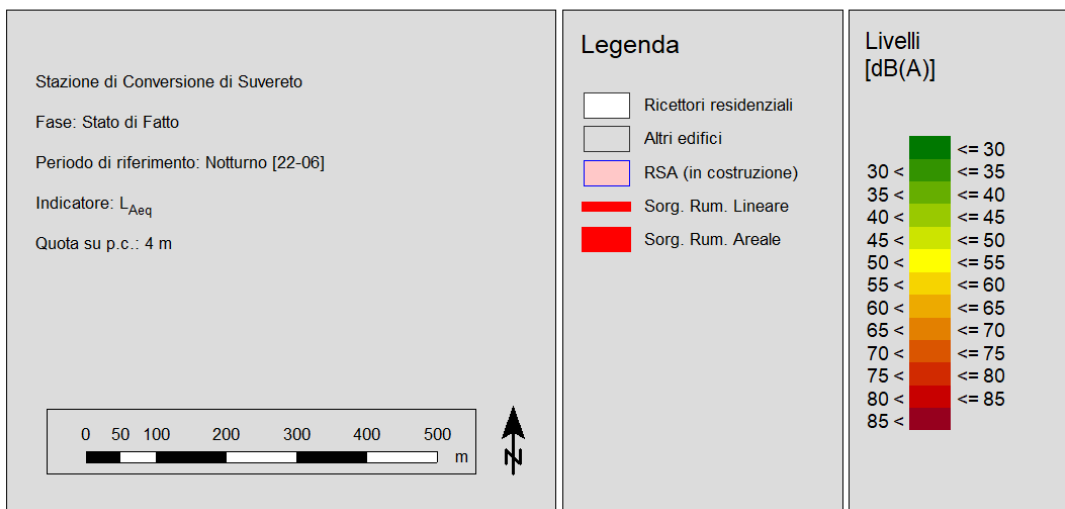 Stazione di Conversione di Suvereto
Fase: Stato di Fatto
Periodo di riferimento: Notturno [22-06]
Indicatore: LAeq
Quota su p.c.: 4 m
0 50 100 200 300 400 500
m
N
Legenda
Ricettori residenziali
Altri edifici
RSA (in costruzione)
Sorg. Rum. Lineare
Sorg. Rum. Areale
Livelli
[dB(A)]
<= 30
30 < <= 35
35 < <= 40
40 < <= 45
45 < <= 50
50 < <= 55
55 < <= 60
60 < <= 65
65 < <= 70
70 < <= 75
75 < <= 80
80 < <= 85
85 <